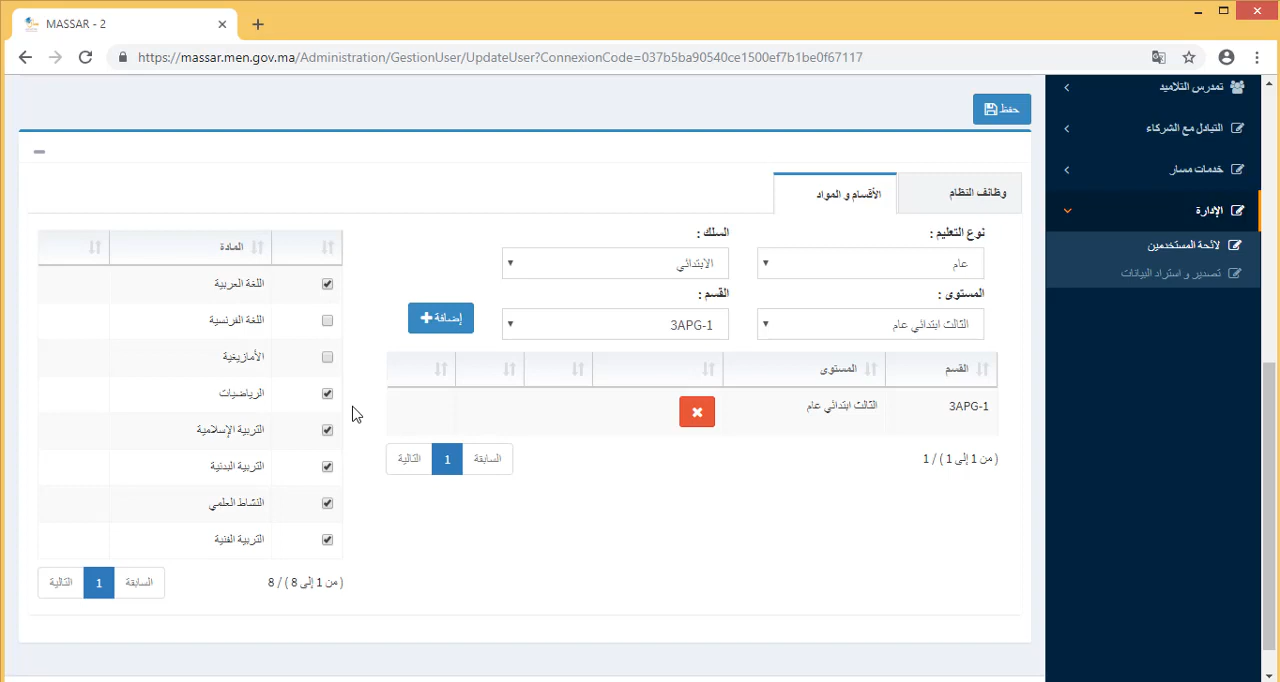 MASSAR - 2
https://massar.men.gov.ma/Administration/GestionUser/UpdateUser?ConnexionCode=037b5ba90540ce1500ef7b1be0f67117
تمدرس التلاميذ
التبادل مع الشركاء
خدمات مسار
الإدارة
لائحة المستخدمين
تصدير و استراد البيانات
حفظ
وظائف النظام
الأقسام و المواد
نوع التعليم :
السلك :
عام
الابتدائي
المستوى :
القسم :
الثالث ابتدائي عام
3APG-1
إضافة
القسم
المستوى
3APG-1
الثالث ابتدائي عام
( من 1 إلى 1 ) / 1
السابقة
1
التالية
المادة
اللغة العربية
اللغة الفرنسية
الأمازيغية
الرياضيات
التربية الإسلامية
التربية البدنية
النشاط العلمي
التربية الفنية
( من 1 إلى 8 ) / 8
السابقة
1
التالية